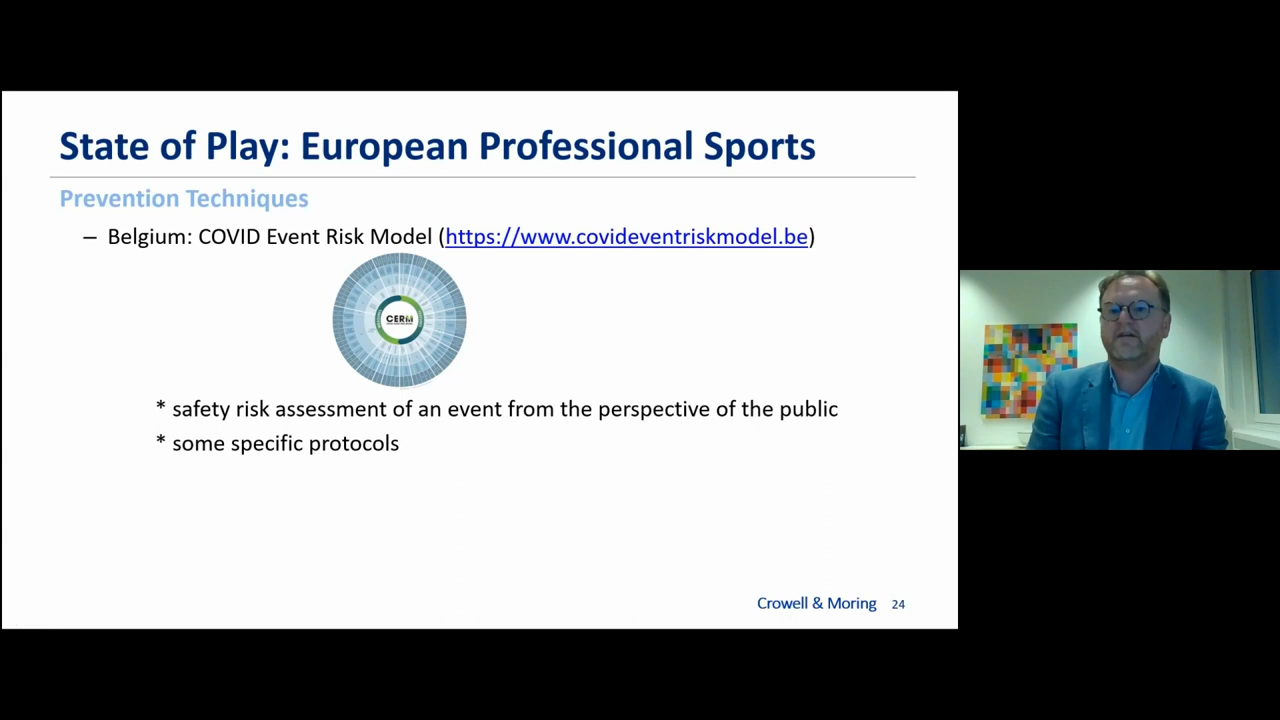 State of Play: European Professional Sports
Prevention Techniques
– Belgium: COVID Event Risk Model (https://www.covideventriskmodel.be)
CERM
* safety risk assessment of an event from the perspective of the public
* some specific protocols
Crowell & Moring 24